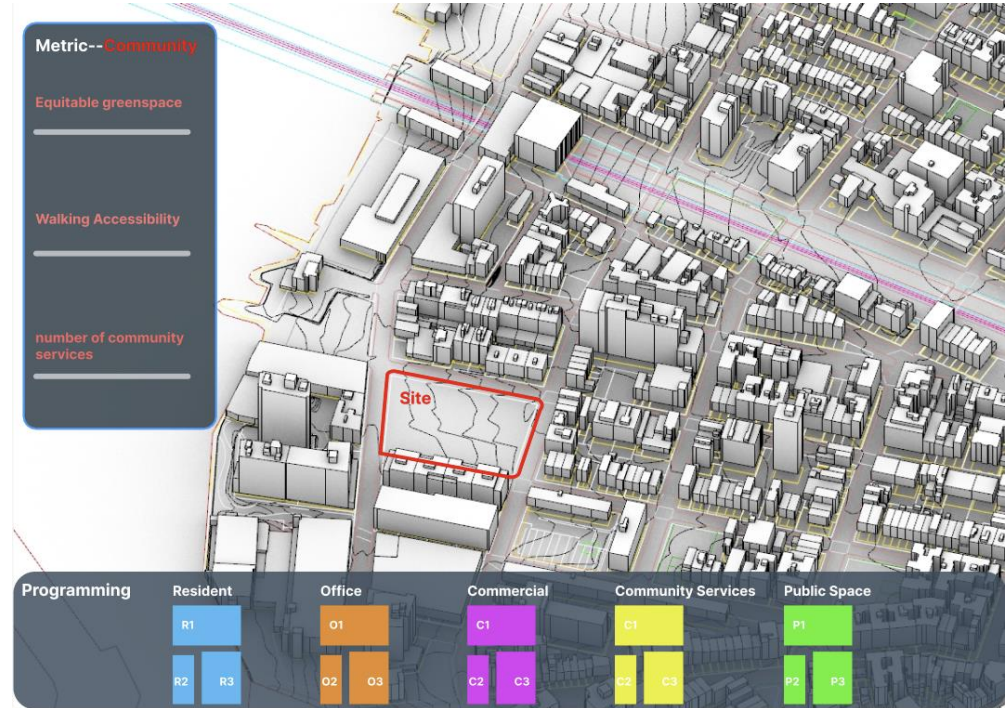 Metric--Community
Equitable greenspace
Walking Accessibility
number of community
services
Site
Programming
Resident
Office
Commercial
Community Services
Public Space
R1
O1
C1
C1
P1
R2
R3
O2
O3
C2
C3
C2
C3
P2
P3